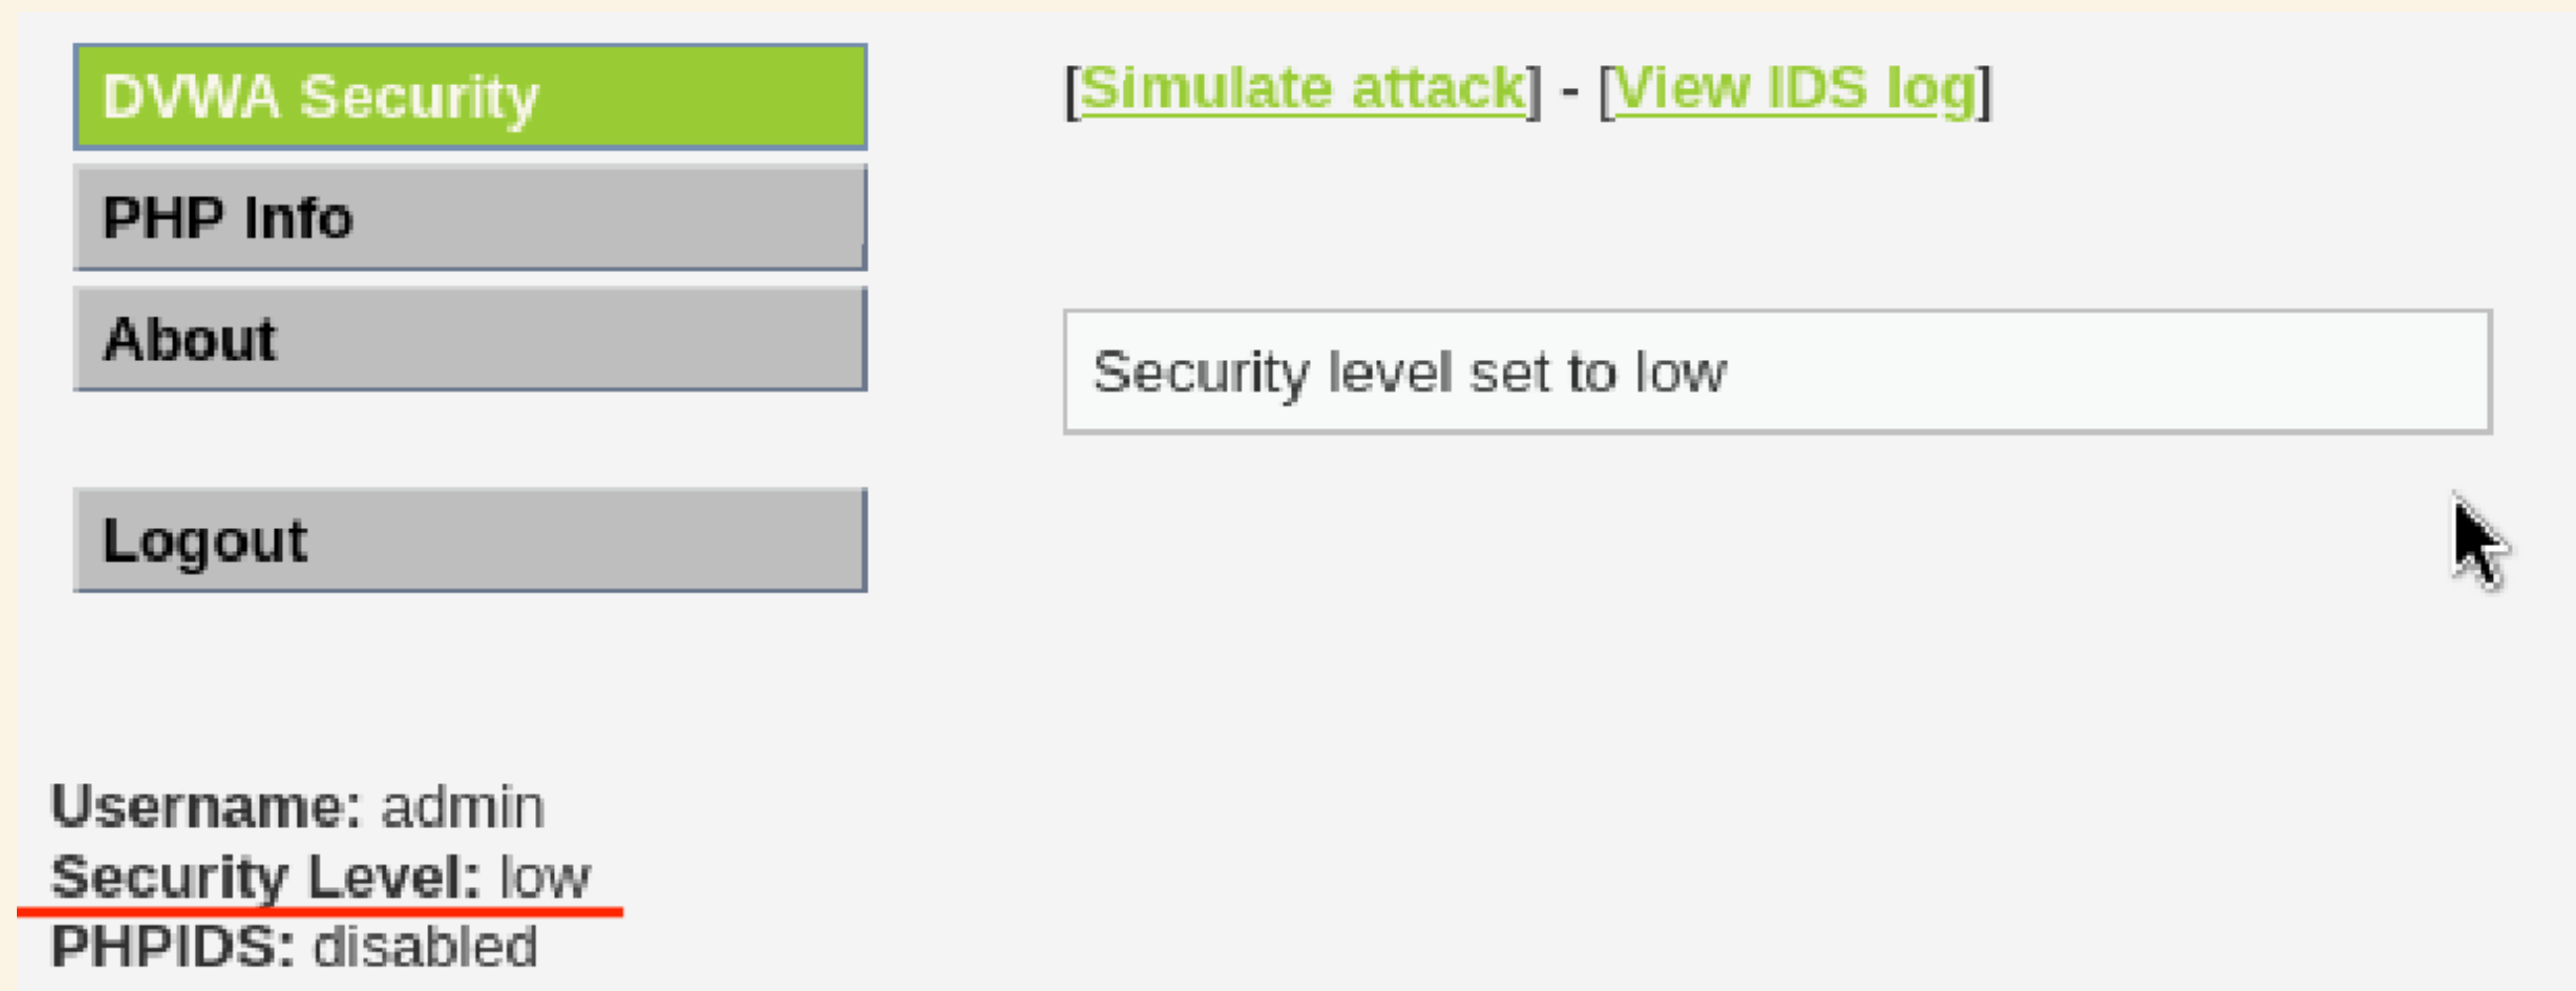 DVWA Security
PHP Info
About
Logout
[Simulate attack] - [View IDS log]
Security level set to low
Username: admin
Security Level: low
PHPIDS: disabled